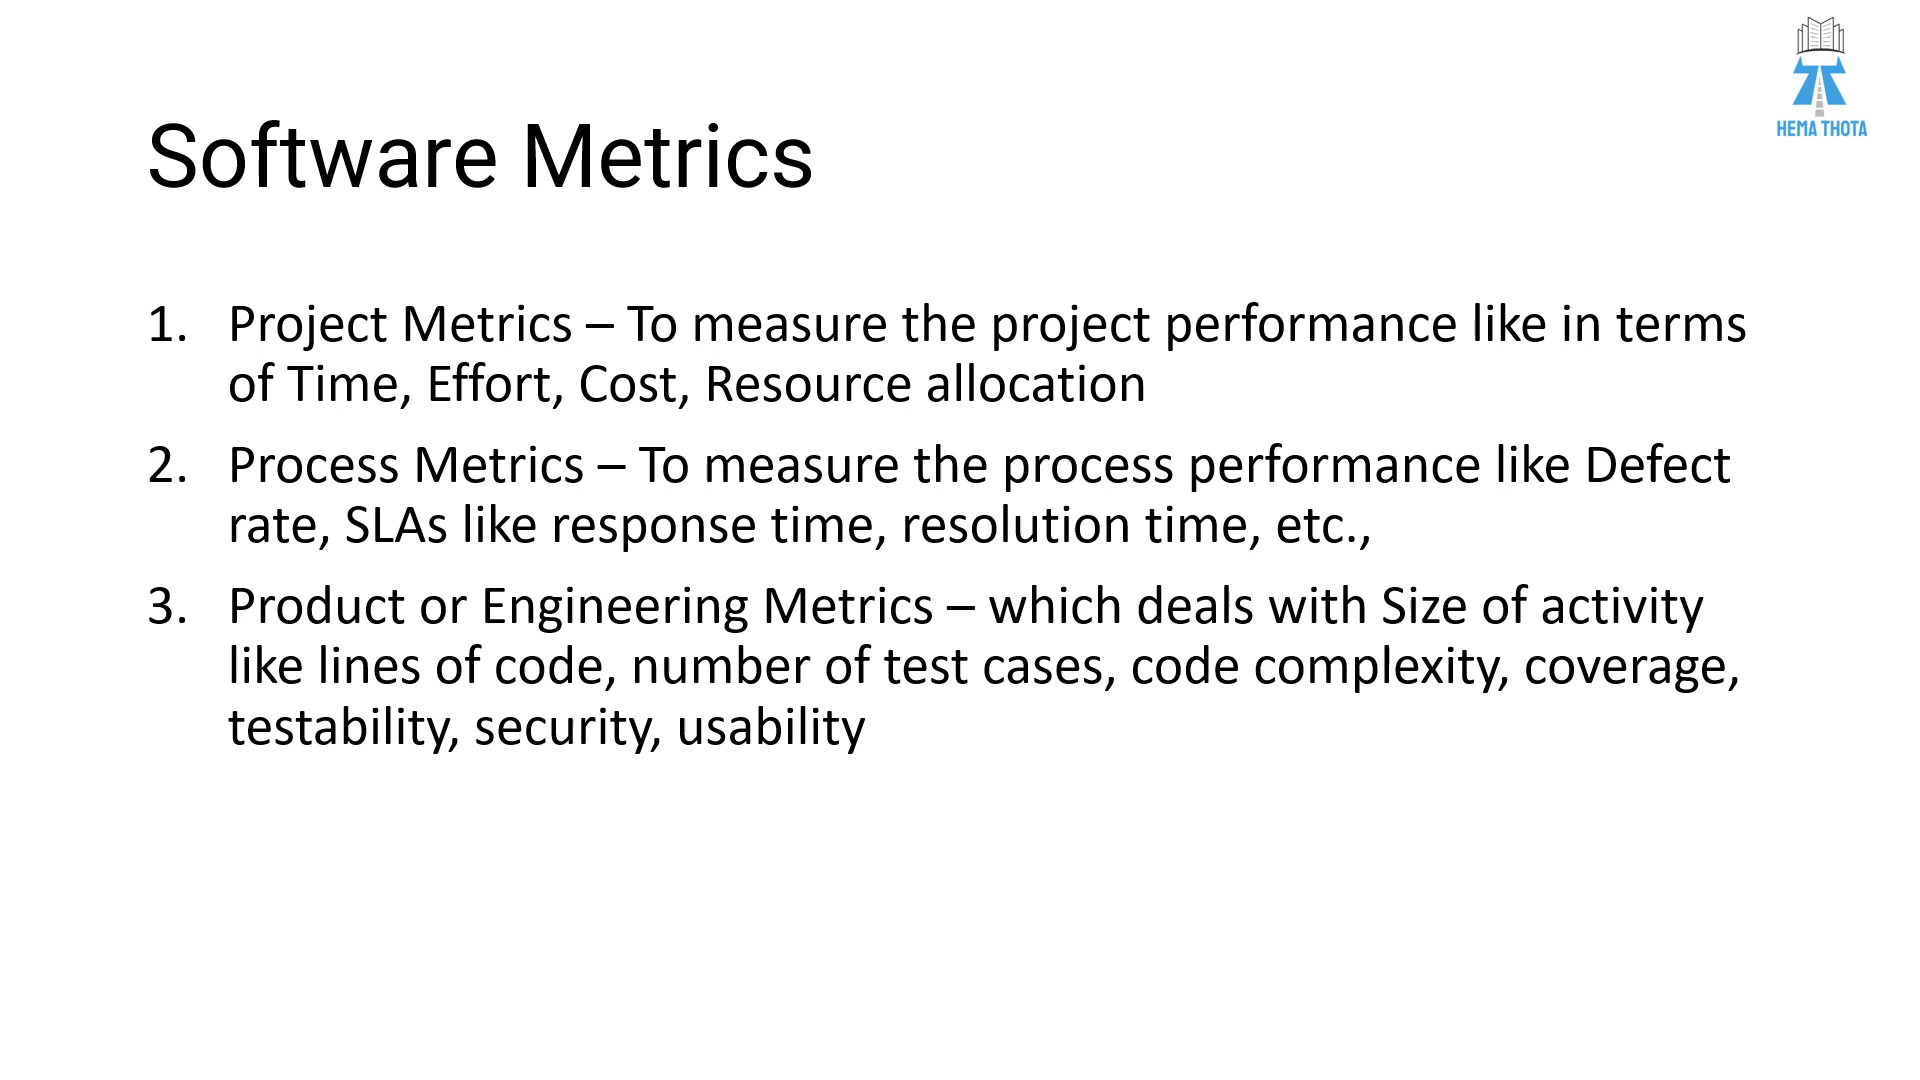 HEMA THOTA
Software Metrics
1. Project Metrics – To measure the project performance like in terms
of Time, Effort, Cost, Resource allocation
2. Process Metrics – To measure the process performance like Defect
rate, SLAs like response time, resolution time, etc.,
3. Product or Engineering Metrics – which deals with Size of activity
like lines of code, number of test cases, code complexity, coverage,
testability, security, usability